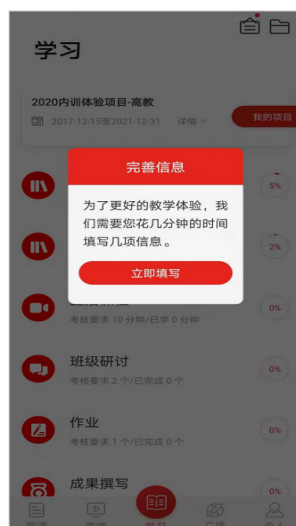 学习
2020内训体验项目-高教
2017-12-15至2021-12-31 详情 >
我的项目
完善信息
为了更好的教学体验，我
们需要您花几分钟的时间
填写几项信息。
立即填写
5%
2%
0%
考核要求 10 分钟/已学 0 分钟
班级研讨
考核要求 2 个/已完成 0 个
0%
作业
考核要求 1 个/已完成 0 个
0%
成果撰写
0%
学习